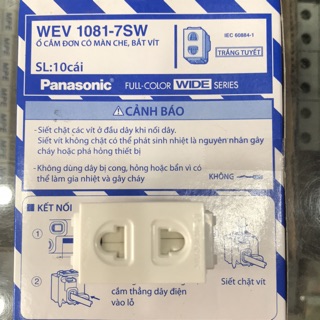 WEV 1081-7SW
Ổ CẮM ĐƠN CÓ MÀN CHE, BẮT VÍT
SL:10cái
IEC 60884-1
TRẮNG TUYẾT
Panasonic FULL-COLOR WIDE SERIES
CẢNH BÁO
- Siết chặt các vít ở đầu dây khi nối dây.
Siết vít không chặt có thể phát sinh nhiệt là nguyên nhân gây
cháy hoặc phá hỏng thiết bị
- Không dùng dây bị cong, hỏng hoặc bẩn vì có
thể làm gia nhiệt và gây cháy
KHÔNG
KẾT NỐI
cắm thẳng dây điện
vào lỗ
Siết chặt vít